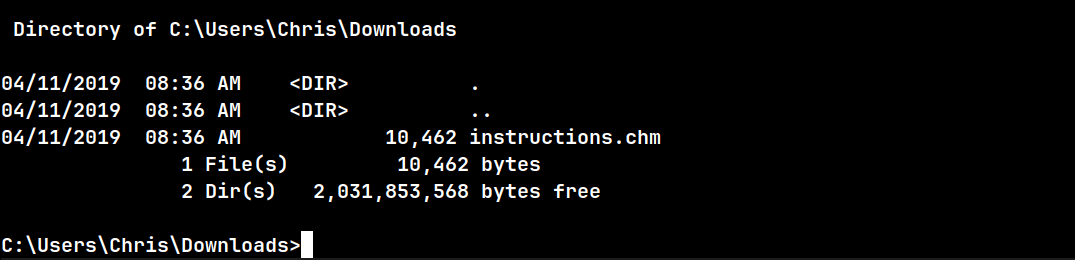 Directory of C:\Users\Chris\Downloads
04/11/2019  08:36 AM    <DIR>          .
04/11/2019  08:36 AM    <DIR>          ..
04/11/2019  08:36 AM            10,462 instructions.chm
               1 File(s)         10,462 bytes
               2 Dir(s)   2,031,853,568 bytes free
C:\Users\Chris\Downloads>